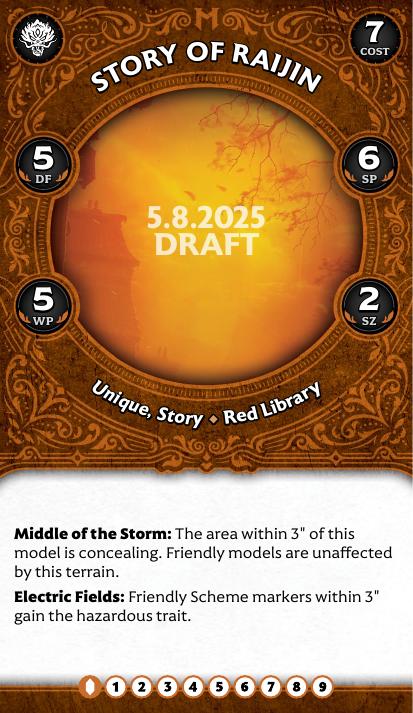 7
COST
STORY OF RAIJIN
5
DF
6
SP
5.8.2025
DRAFT
5
WP
2
SZ
Unique, Story ◆ Red Library
Middle of the Storm: The area within 3" of this
model is concealing. Friendly models are unaffected
by this terrain.
Electric Fields: Friendly Scheme markers within 3"
gain the hazardous trait.
1 2 3 4 5 6 7 8 9